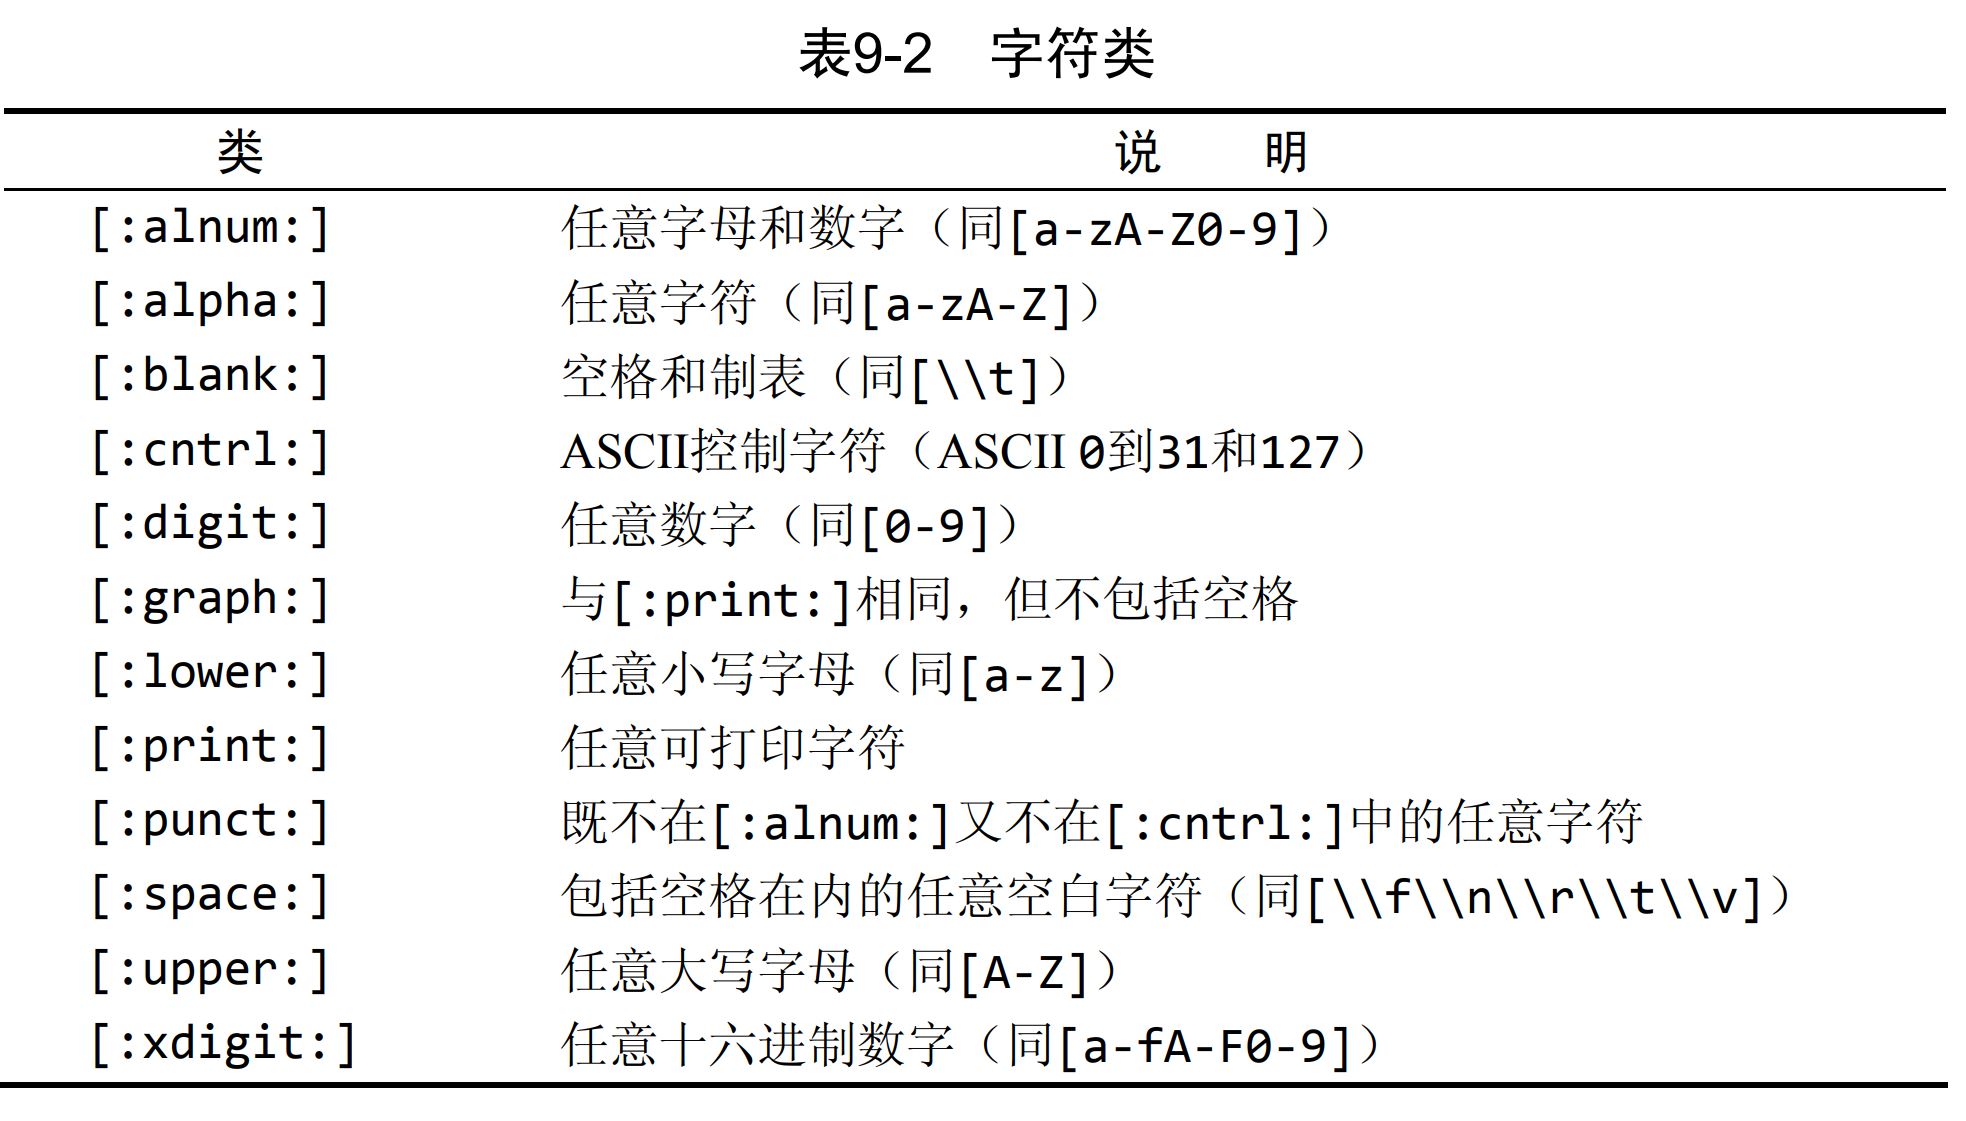 表9-2　字符类
类　说　　明
[:alnum:]　任意字母和数字（同[a-zA-Z0-9]）
[:alpha:]　任意字符（同[a-zA-Z]）
[:blank:]　空格和制表（同[\\t]）
[:cntrl:]　ASCII控制字符（ASCII 0到31和127）
[:digit:]　任意数字（同[0-9]）
[:graph:]　与[:print:]相同，但不包括空格
[:lower:]　任意小写字母（同[a-z]）
[:print:]　任意可打印字符
[:punct:]　既不在[:alnum:]又不在[:cntrl:]中的任意字符
[:space:]　包括空格在内的任意空白字符（同[\\f\\n\\r\\t\\v]）
[:upper:]　任意大写字母（同[A-Z]）
[:xdigit:]　任意十六进制数字（同[a-fA-F0-9]）